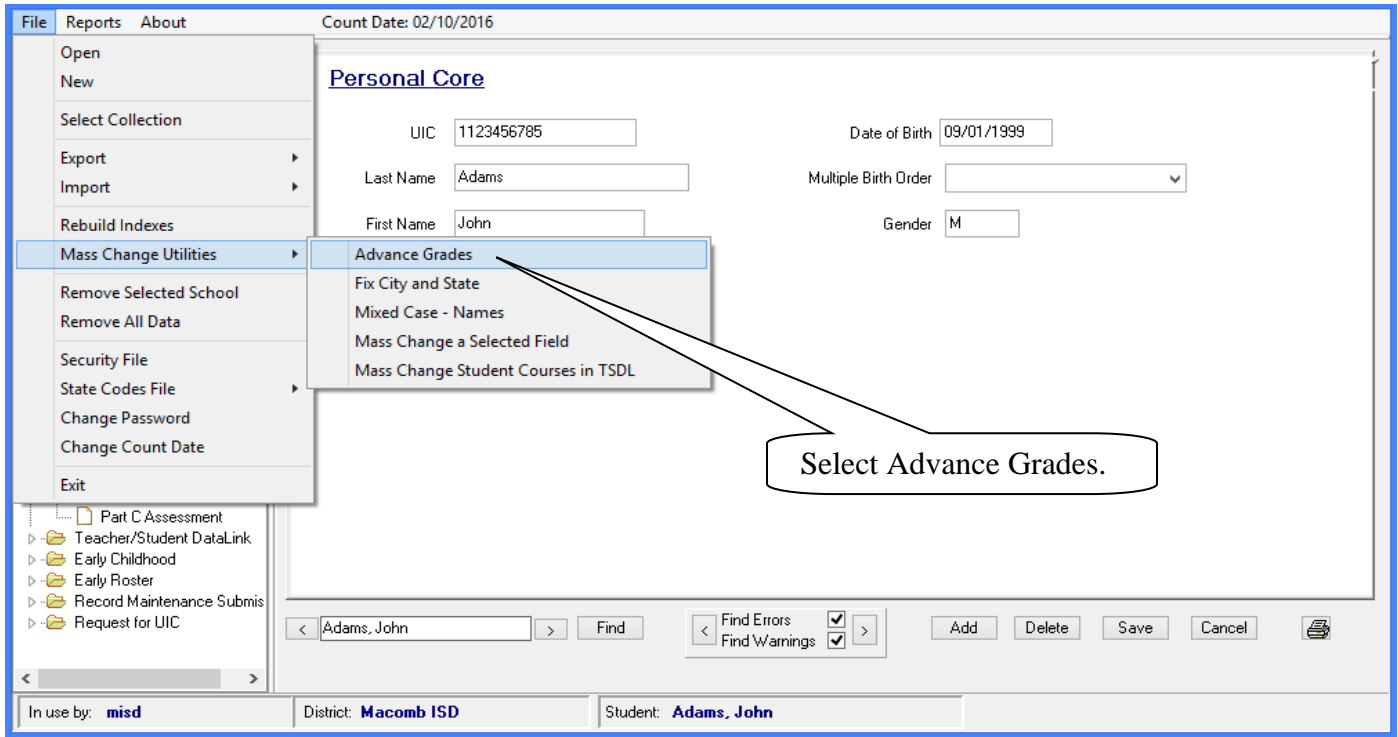 File Reports About Count Date: 02/10/2016
Open
New
Select Collection
Export
Import
Rebuild Indexes
Mass Change Utilities
Remove Selected School
Remove All Data
Security File
State Codes File
Change Password
Change Count Date
Exit
Advance Grades
Fix City and State
Mixed Case - Names
Mass Change a Selected Field
Mass Change Student Courses in TSDL
Personal Core
UIC 1123456785 Date of Birth 09/01/1999
Last Name Adams Multiple Birth Order
First Name John Gender M
Select Advance Grades.
Part C Assessment
Teacher/Student DataLink
Early Childhood
Early Roster
Record Maintenance Submis
Request for UIC
< Adams, John > Find < Find Errors > Add Delete Save Cancel
Find Warnings
< >
In use by: misd District: Macomb ISD Student: Adams, John